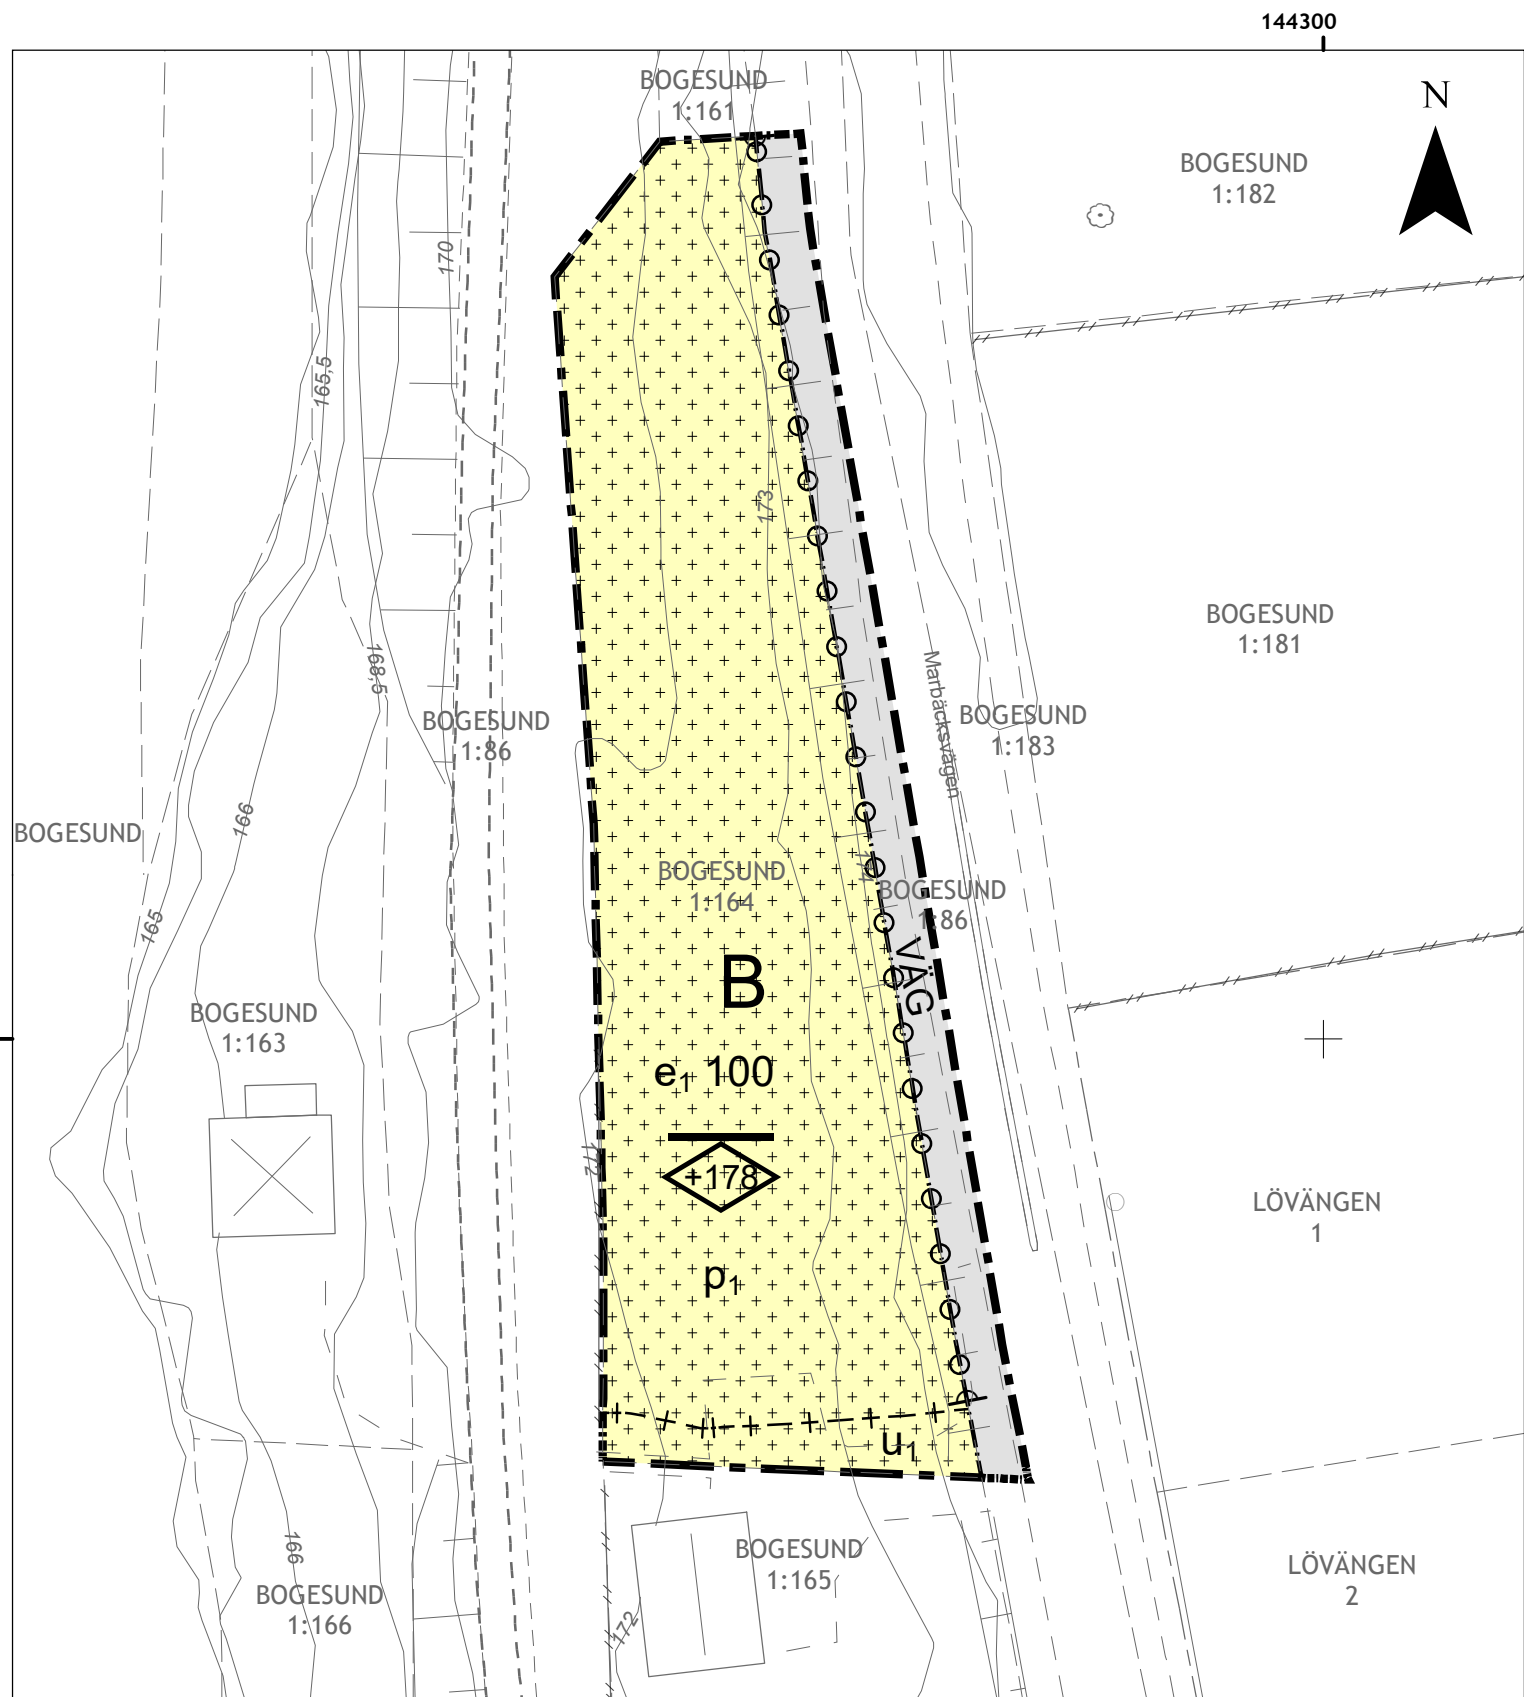 144300
BOGESUND
1:161
N
BOGESUND
1:182
170
165,5
173
BOGESUND
1:181
168,5
Marbäcksvägen
BOGESUND
1:86
BOGESUND
1:183
166
BOGESUND
BOGESUND
1:164
174
BOGESUND
1:86
165
B
VÄG
BOGESUND
1:163
e1 100
172
+178
LÖVÄNGEN
1
p1
u1
166
BOGESUND
1:165
LÖVÄNGEN
2
BOGESUND
1:166
172